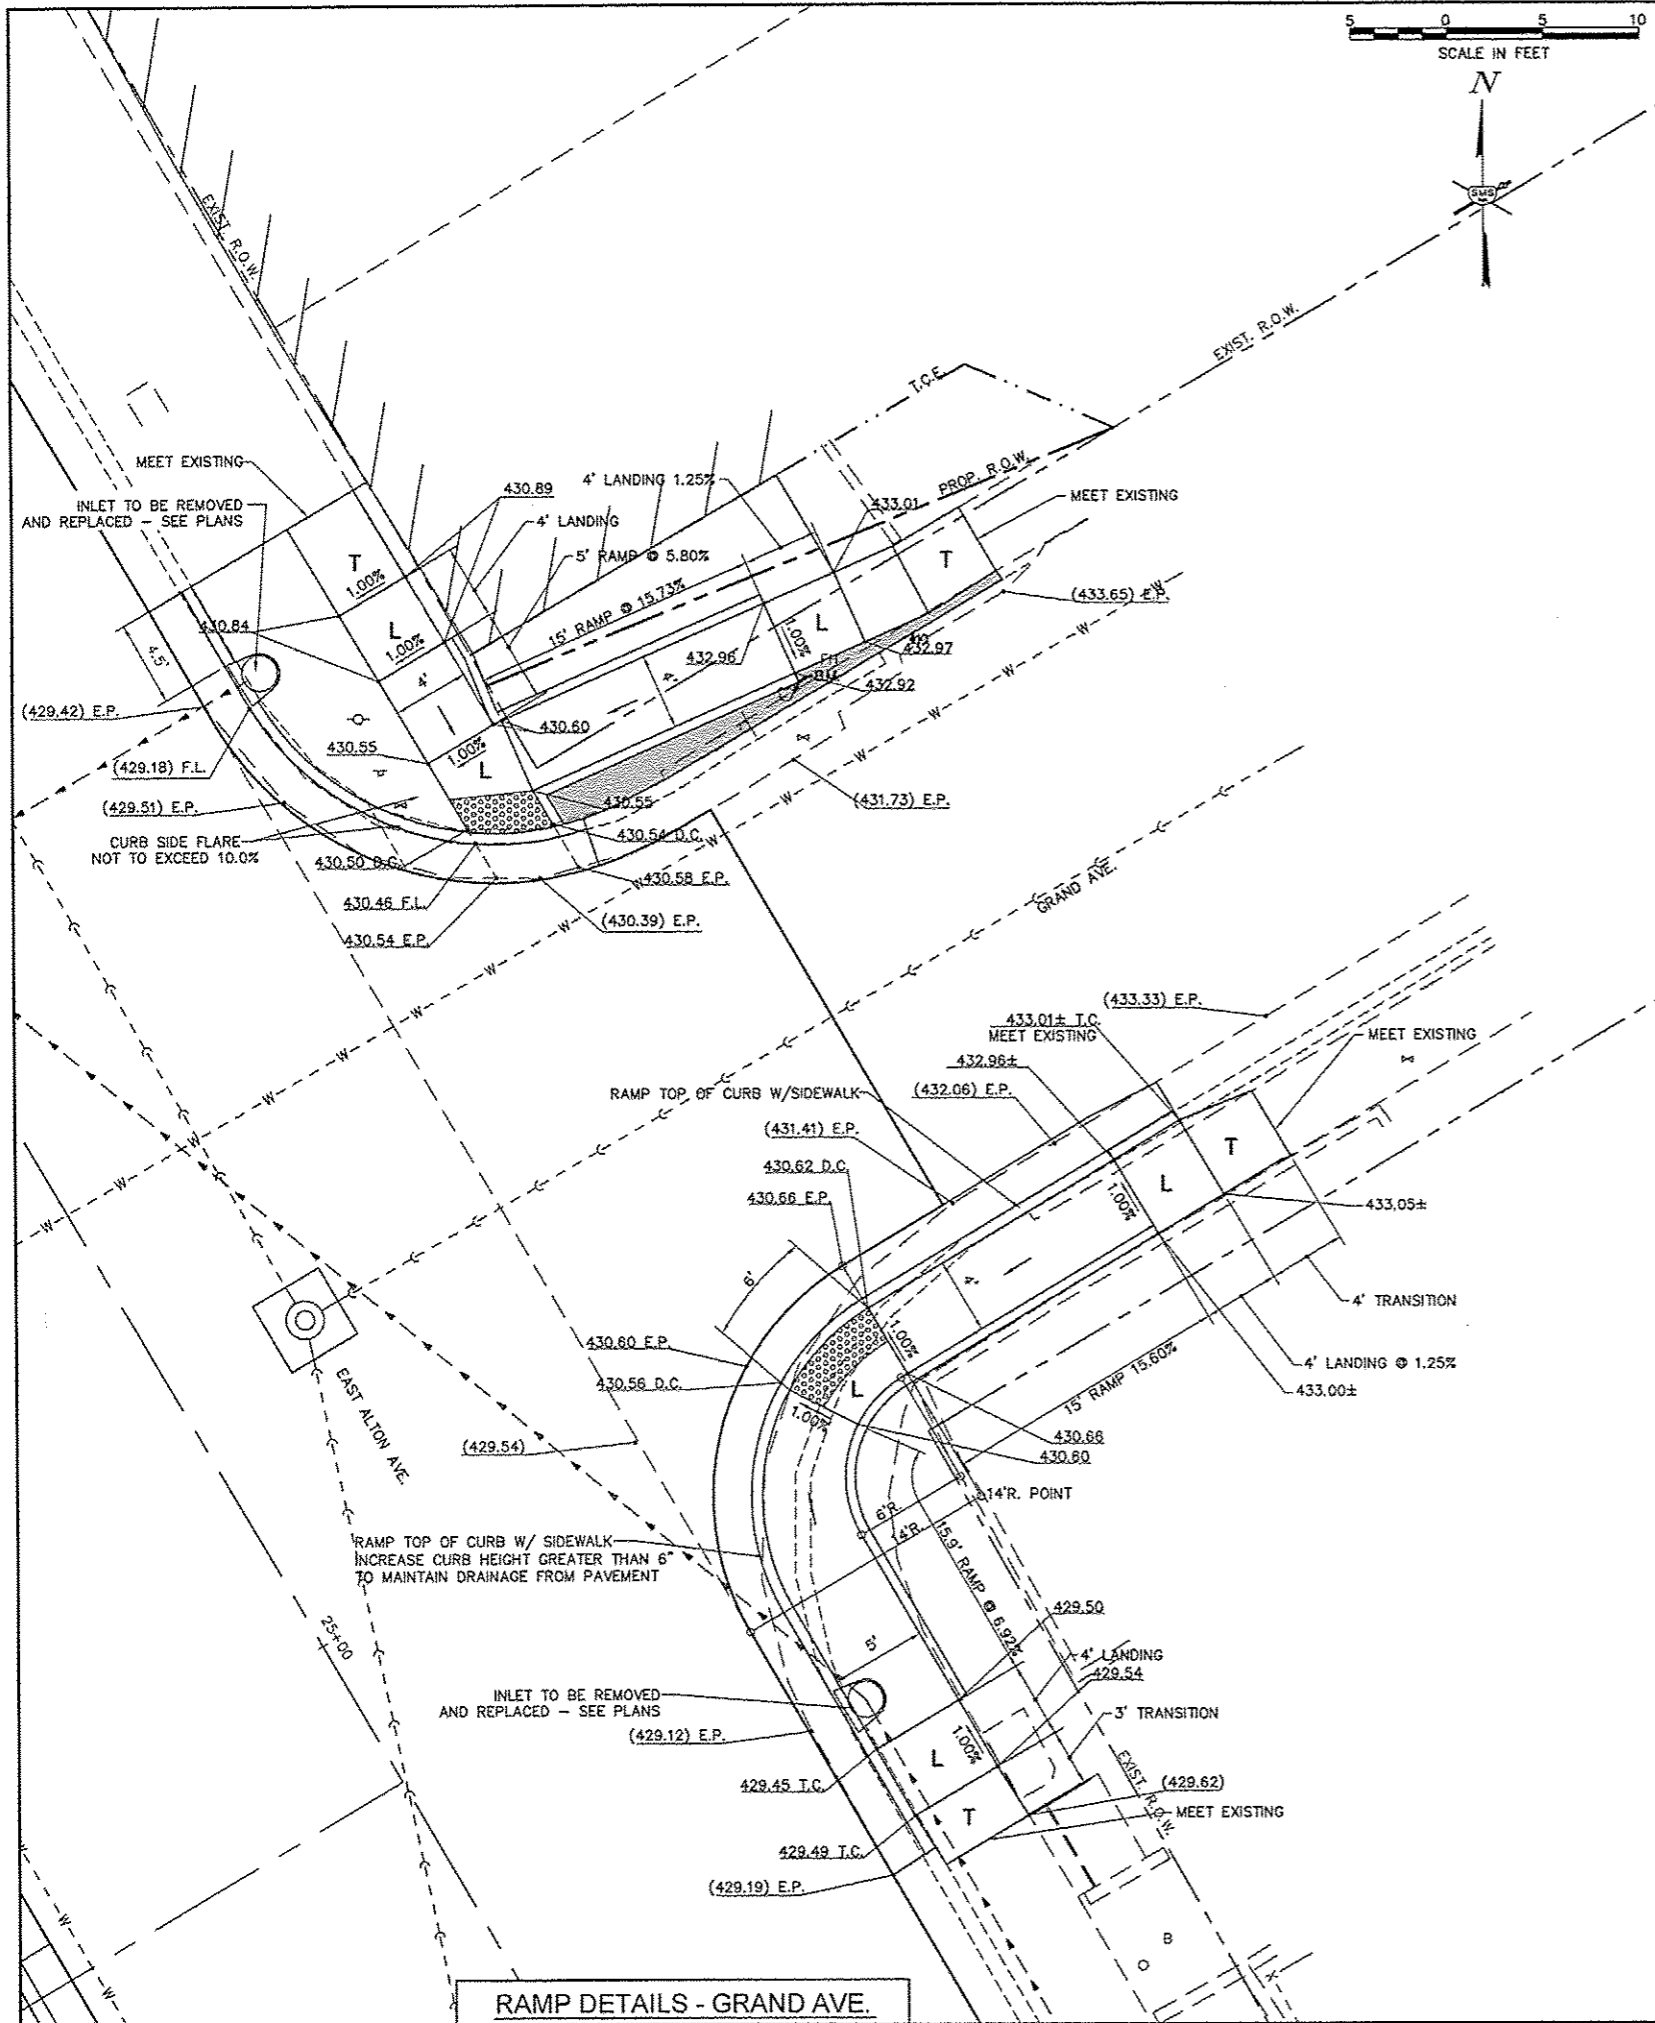 5 0 5 10
SCALE IN FEET
N
SMS
EXIST. R.O.W.
EXIST. R.O.W.
T.C.E.
PROP. R.O.W.
MEET EXISTING
INLET TO BE REMOVED
AND REPLACED – SEE PLANS
430.89
4' LANDING
4' LANDING 1.25%
433.01
MEET EXISTING
5' RAMP @ 5.80%
15' RAMP @ 15.73%
T
1.00%
T
(433.65) E.P.
430.84
L
1.00%
L
1.00%
4.5'
4'
4'
432.96
432.97
432.92
(429.42) E.P.
430.60
430.55
1.00%
L
(429.18) F.L.
(429.51) E.P.
430.55
(431.73) E.P.
CURB SIDE FLARE
NOT TO EXCEED 10.0%
430.54 D.C.
430.50 D.C.
430.58 E.P.
430.46 F.L.
(430.39) E.P.
430.54 E.P.
W
GRAND AVE.
(433.33) E.P.
433.01± T.C.
MEET EXISTING
MEET EXISTING
432.96±
RAMP TOP OF CURB W/SIDEWALK
(432.06) E.P.
(431.41) E.P.
430.62 D.C.
430.66 E.P.
T
L
1.00%
433.05±
6'
4'
4' TRANSITION
430.60 E.P.
1.00%
4' LANDING @ 1.25%
430.56 D.C.
L
433.00±
15' RAMP 15.60%
1.00%
EAST ALTON AVE.
(429.54)
430.66
430.60
14'R. POINT
6'R.
14'R.
RAMP TOP OF CURB W/ SIDEWALK
INCREASE CURB HEIGHT GREATER THAN 6"
TO MAINTAIN DRAINAGE FROM PAVEMENT
15.9' RAMP @ 6.92%
429.50
25+00
5'
4' LANDING
429.54
INLET TO BE REMOVED
AND REPLACED – SEE PLANS
3' TRANSITION
(429.12) E.P.
L
1.00%
EXIST. R.O.W.
429.45 T.C.
(429.62)
T
MEET EXISTING
429.49 T.C.
(429.19) E.P.
B
RAMP DETAILS - GRAND AVE.